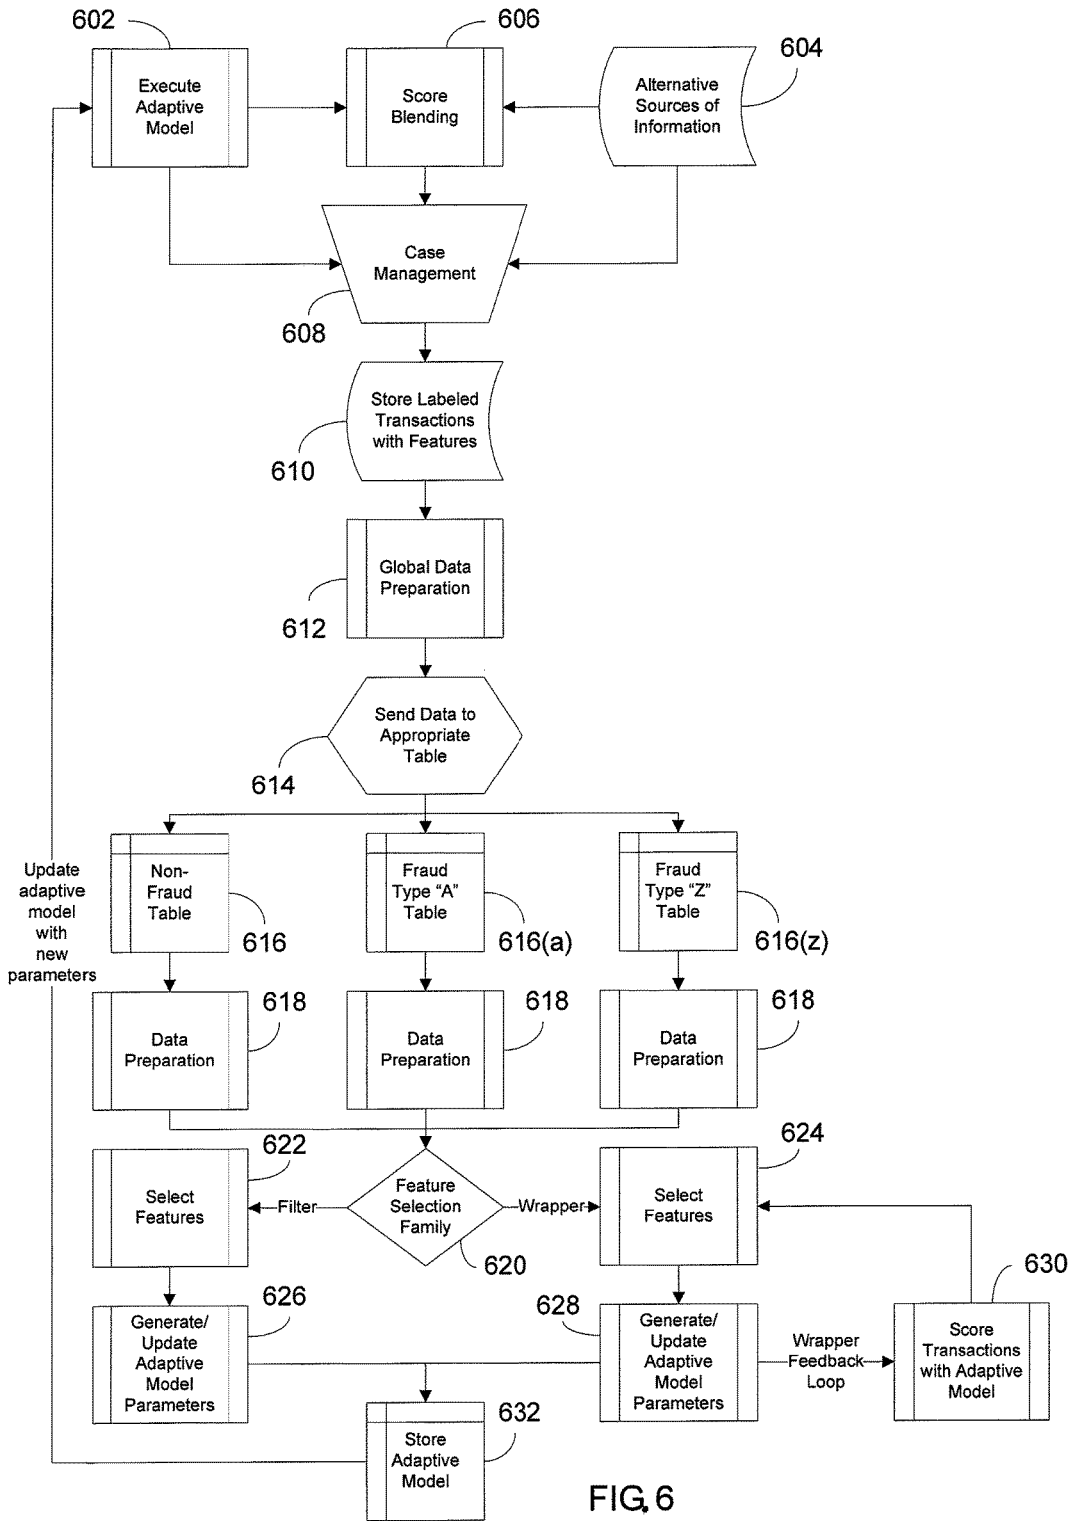 602
606
604
Execute
Adaptive
Model
Score
Blending
Alternative
Sources of
Information
Case
Management
608
Store Labeled
Transactions
with Features
610
Global Data
Preparation
612
Send Data to
Appropriate
Table
614
Non-
Fraud
Table
616
Fraud
Type “A”
Table
616(a)
Fraud
Type “Z”
Table
616(z)
Update
adaptive
model
with
new
parameters
618
Data
Preparation
618
Data
Preparation
618
Data
Preparation
622
Select
Features
Filter
Feature
Selection
Family
620
Wrapper
624
Select
Features
626
Generate/
Update
Adaptive
Model
Parameters
628
Generate/
Update
Adaptive
Model
Parameters
Wrapper
Feedback
Loop
630
Score
Transactions
with Adaptive
Model
632
Store
Adaptive
Model
FIG. 6